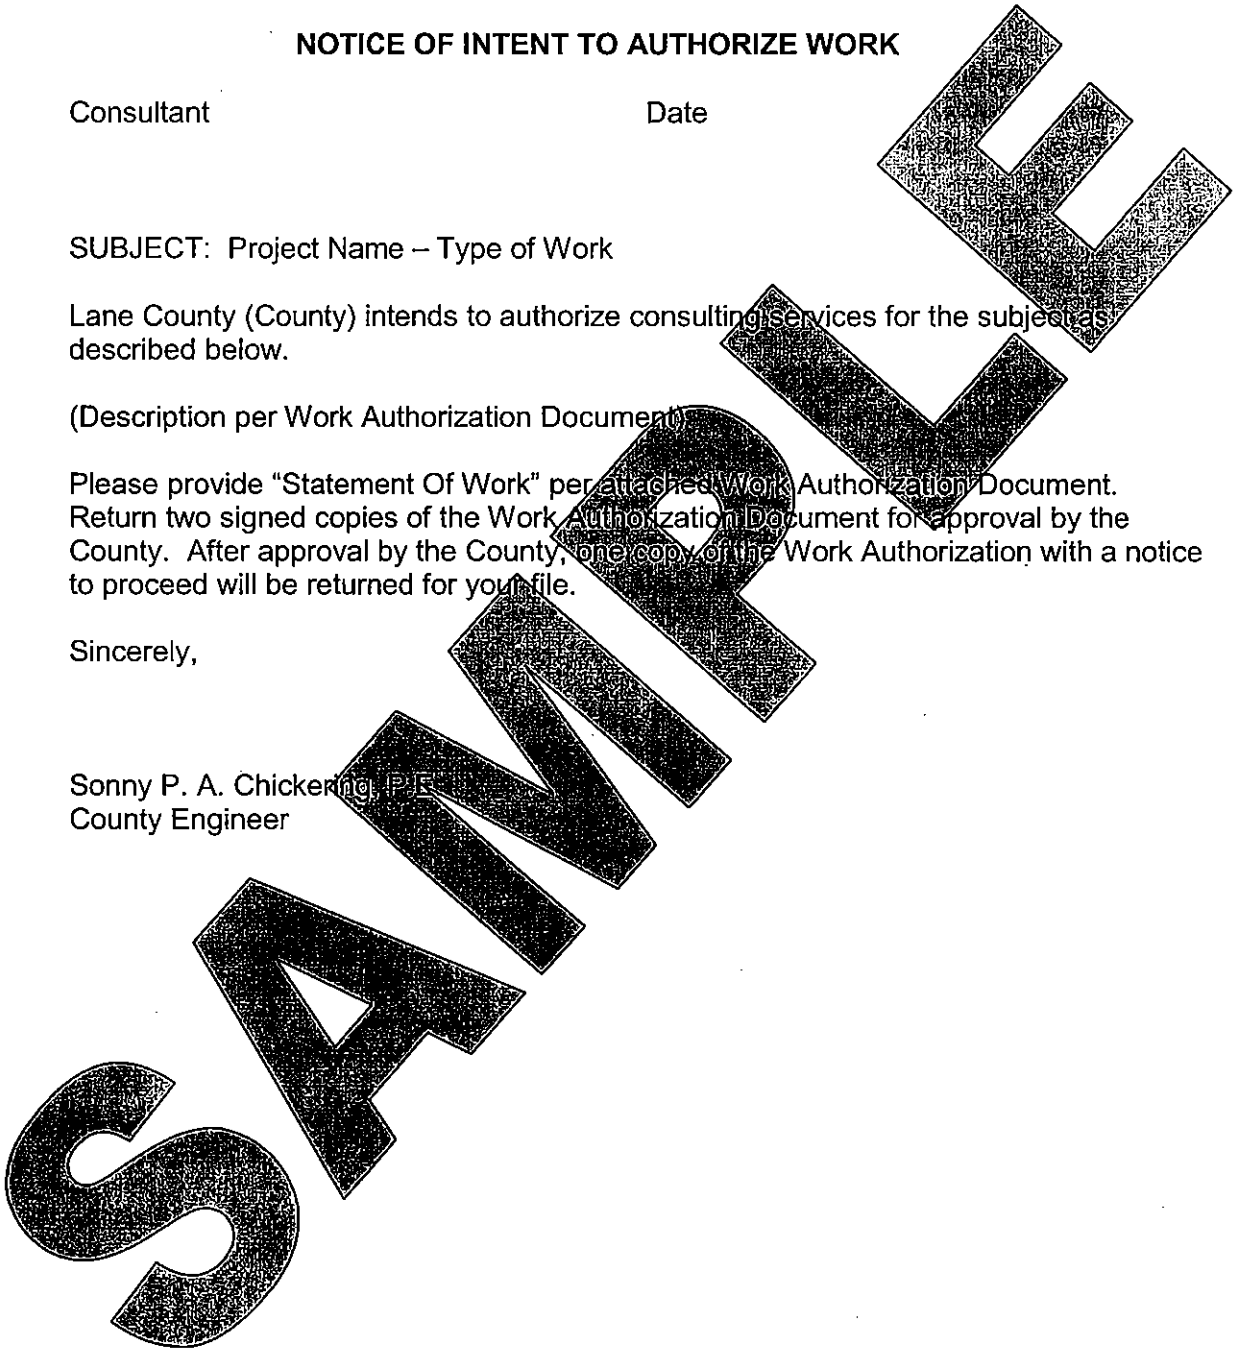 NOTICE OF INTENT TO AUTHORIZE WORK
Consultant Date
SUBJECT: Project Name – Type of Work
Lane County (County) intends to authorize consulting services for the subject as
described below.
(Description per Work Authorization Document)
Please provide “Statement Of Work” per attached Work Authorization Document.
Return two signed copies of the Work Authorization Document for approval by the
County. After approval by the County, one copy of the Work Authorization with a notice
to proceed will be returned for your file.
Sincerely,
Sonny P. A. Chickering, P.E.
County Engineer
SAMPLE